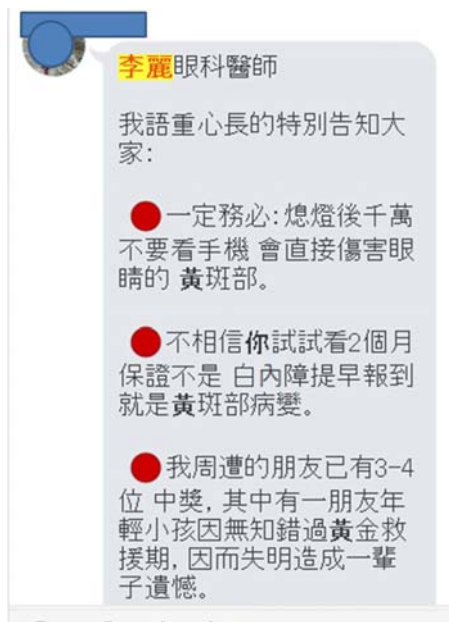 李麗眼科醫師
我語重心長的特別告知大
家:
一定務必:熄燈後千萬
不要看手機 會直接傷害眼
睛的 黃斑部。
不相信你試試看2個月
保證不是 白內障提早報到
就是黃斑部病變。
我周遭的朋友已有3-4
位 中獎, 其中有一朋友年
輕小孩因無知錯過黃金救
援期, 因而失明造成一輩
子遺憾。